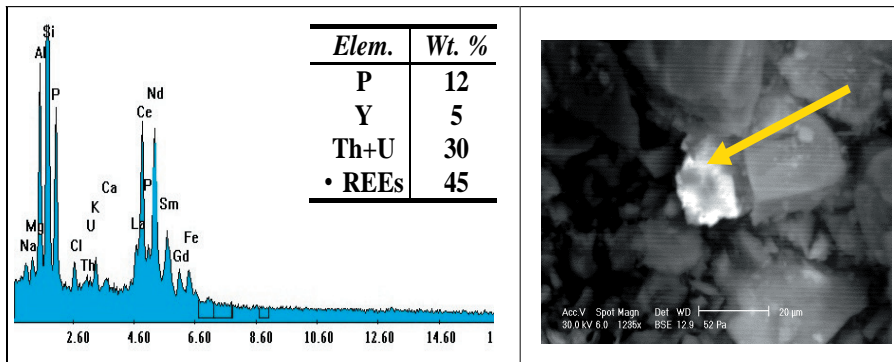 Elem. Wt. %
P 12
Y 5
Th+U 30
• REEs 45
Si
Al
P
Nd
Ce
Ca
K
U
Mg
Na
Cl
Th
La
P
Sm
Fe
Gd
2.60 4.60 6.60 8.60 10.60 12.60 14.60 1
Acc.V Spot Magn Det WD 20 µm
30.0 kV 6.0 1235x BSE 12.9 52 Pa